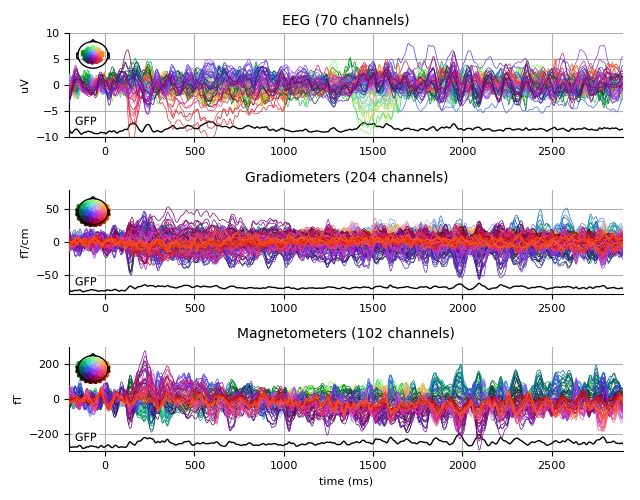 EEG (70 channels)
10
5
0
−5
−10
uV
GFP
0 500 1000 1500 2000 2500
Gradiometers (204 channels)
50
0
−50
fT/cm
GFP
0 500 1000 1500 2000 2500
Magnetometers (102 channels)
200
0
−200
fT
GFP
0 500 1000 1500 2000 2500
time (ms)